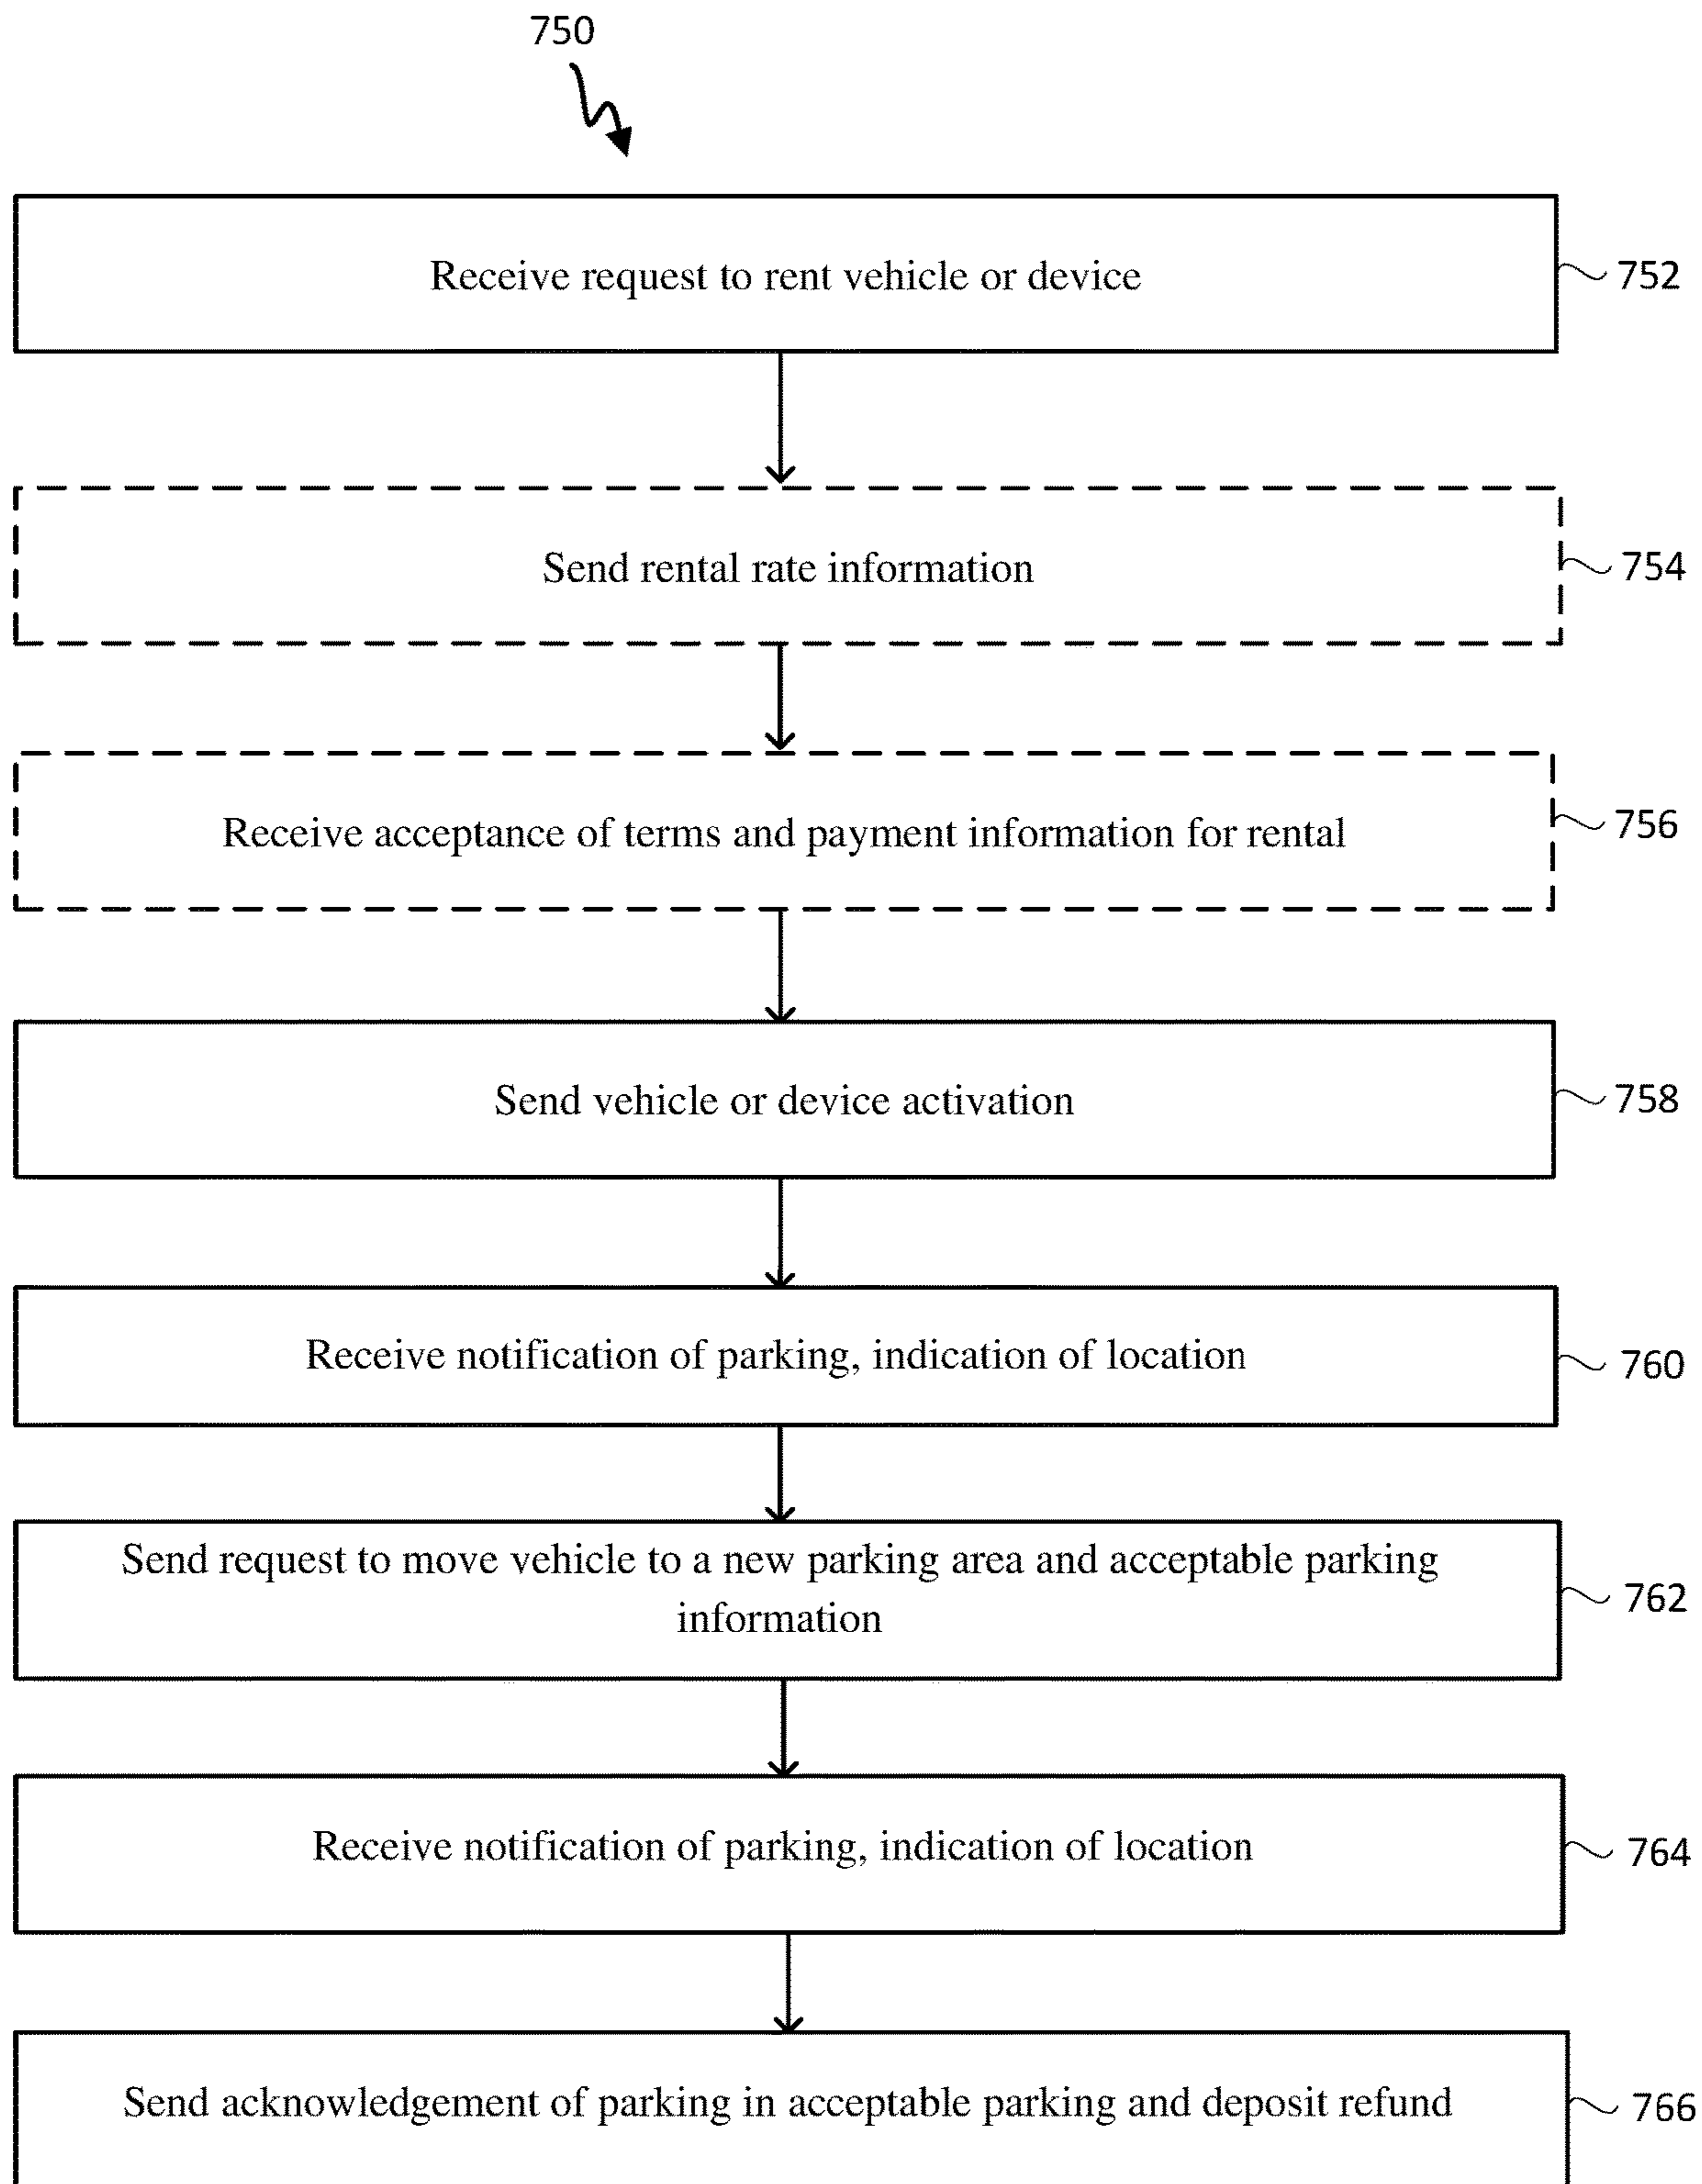 750
Receive request to rent vehicle or device
752
Send rental rate information
754
Receive acceptance of terms and payment information for rental
756
Send vehicle or device activation
758
Receive notification of parking, indication of location
760
Send request to move vehicle to a new parking area and acceptable parking
information
762
Receive notification of parking, indication of location
764
Send acknowledgement of parking in acceptable parking and deposit refund
766